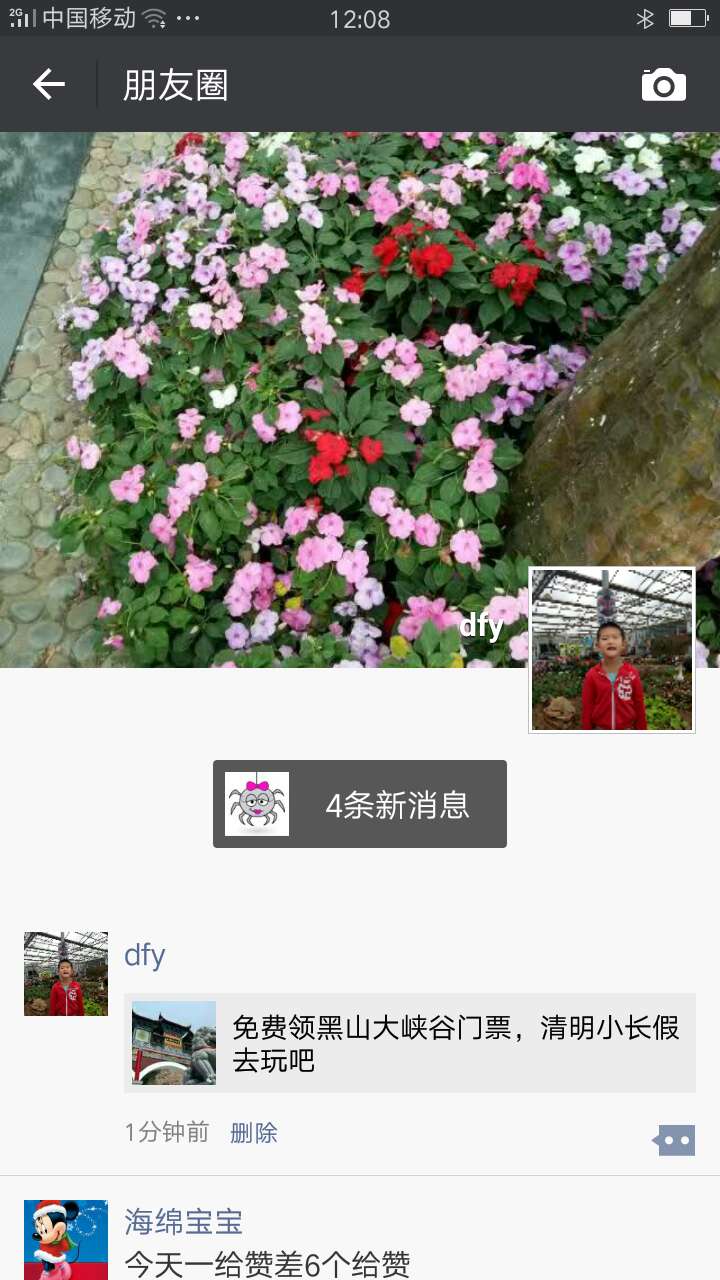 2G 中国移动 12:08
朋友圈
dfy
4条新消息
dfy
免费领黑山大峡谷门票，清明小长假
去玩吧
1分钟前 删除
海绵宝宝
今天一给赞差6个给赞